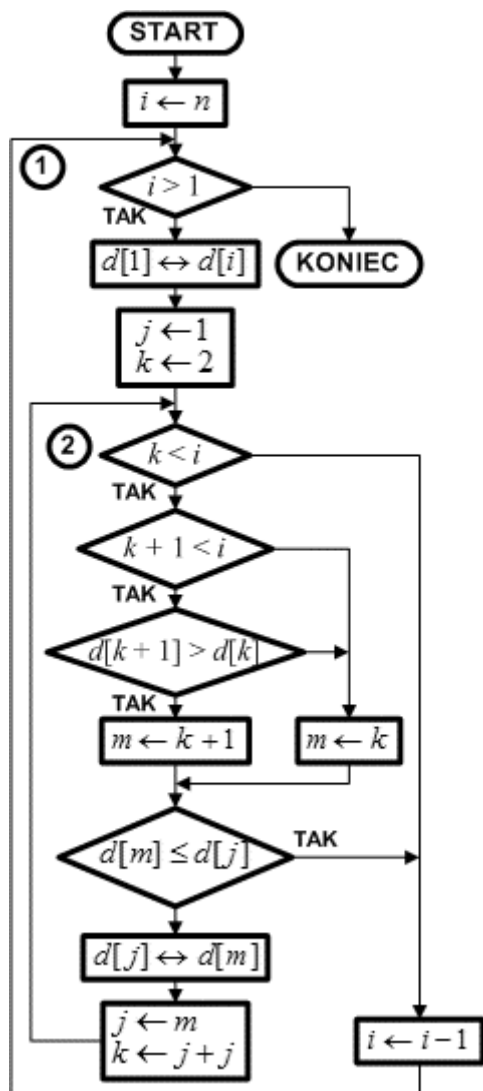 START
i ← n
1
i > 1
TAK
d[1] ↔ d[i]
KONIEC
j ← 1
k ← 2
2
k < i
TAK
k + 1 < i
TAK
d[k + 1] > d[k]
TAK
m ← k + 1
m ← k
d[m] ≤ d[j]
TAK
d[j] ↔ d[m]
j ← m
k ← j + j
i ← i − 1